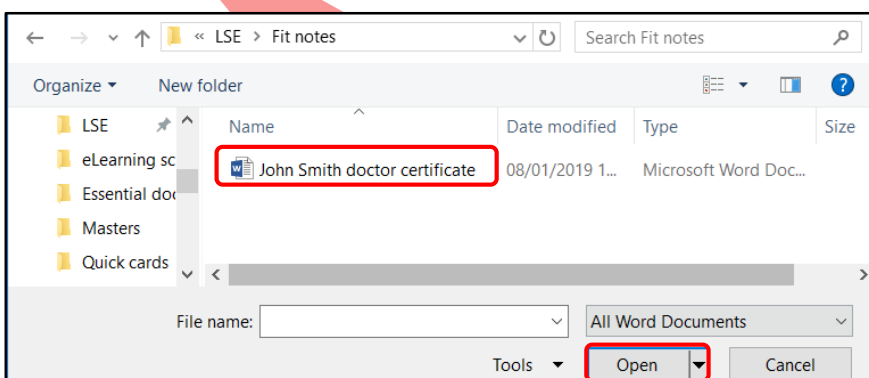 « LSE > Fit notes Search Fit notes
Organize New folder ?
LSE Name Date modified Type Size
eLearning sc John Smith doctor certificate 08/01/2019 1... Microsoft Word Doc...
Essential doc
Masters
Quick cards
File name: All Word Documents
Tools Open Cancel